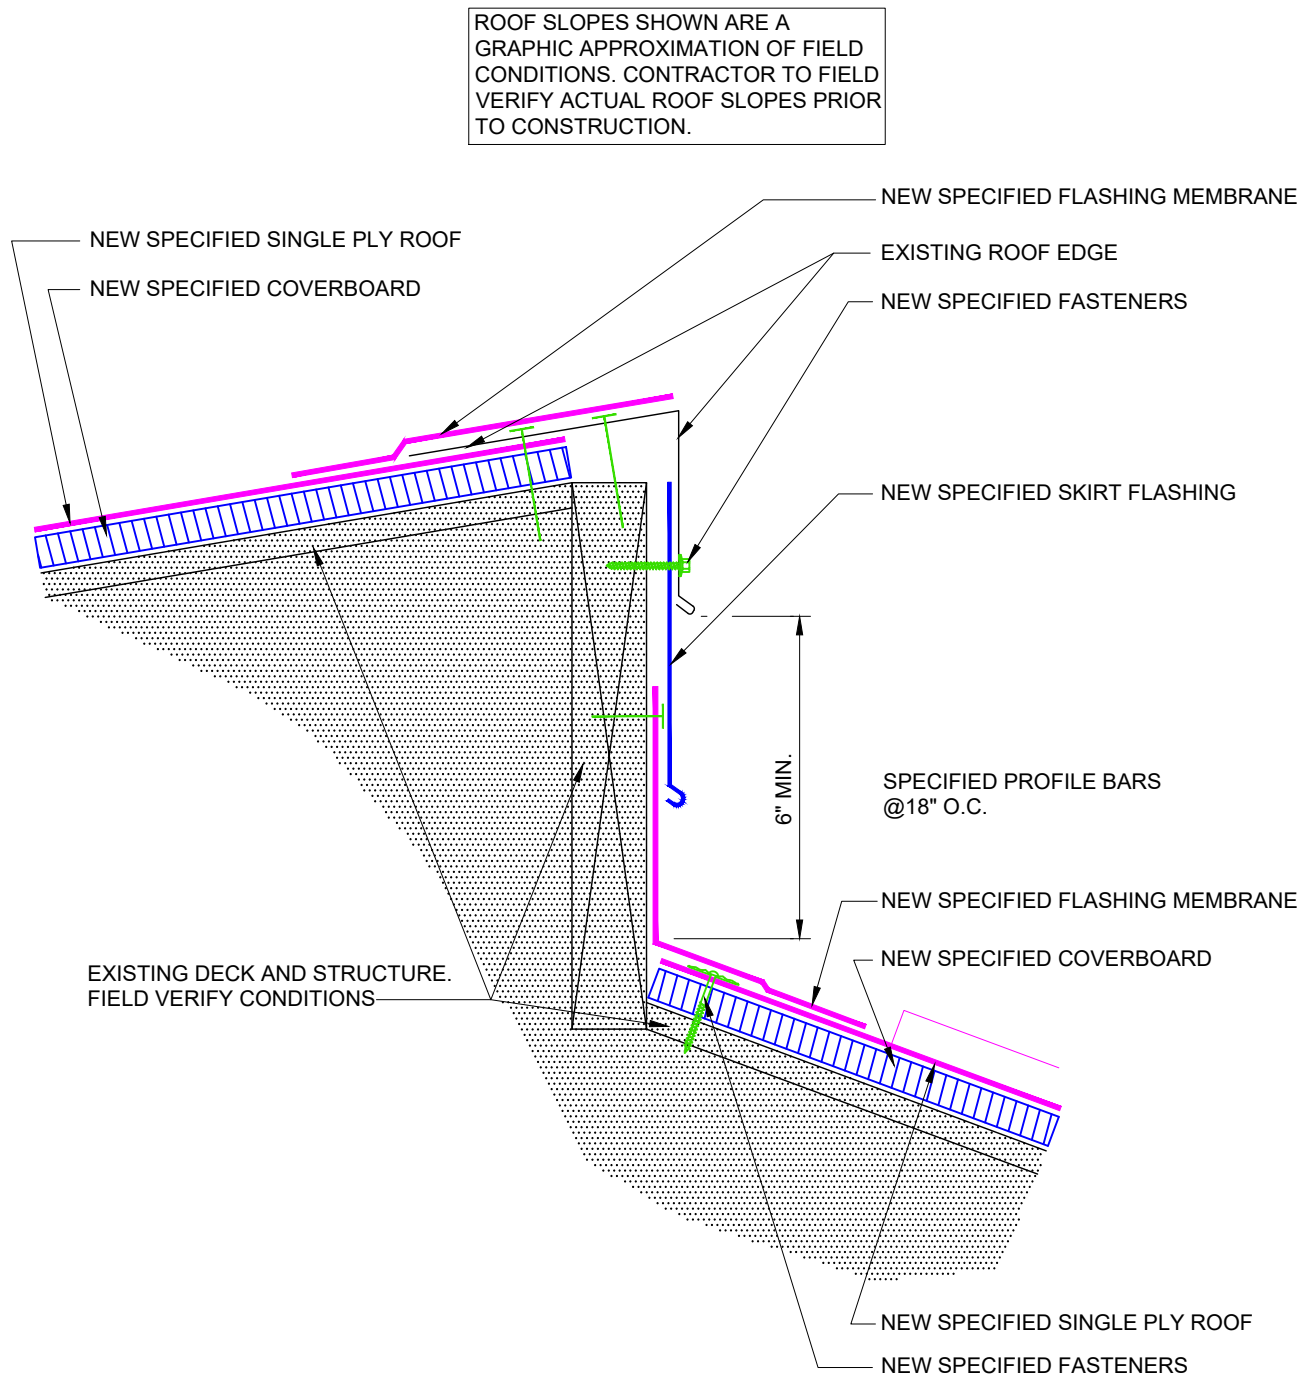 ROOF SLOPES SHOWN ARE A
GRAPHIC APPROXIMATION OF FIELD
CONDITIONS. CONTRACTOR TO FIELD
VERIFY ACTUAL ROOF SLOPES PRIOR
TO CONSTRUCTION.
NEW SPECIFIED FLASHING MEMBRANE
NEW SPECIFIED SINGLE PLY ROOF
EXISTING ROOF EDGE
NEW SPECIFIED COVERBOARD
NEW SPECIFIED FASTENERS
NEW SPECIFIED SKIRT FLASHING
6" MIN.
SPECIFIED PROFILE BARS
@18" O.C.
NEW SPECIFIED FLASHING MEMBRANE
NEW SPECIFIED COVERBOARD
EXISTING DECK AND STRUCTURE.
FIELD VERIFY CONDITIONS
NEW SPECIFIED SINGLE PLY ROOF
NEW SPECIFIED FASTENERS